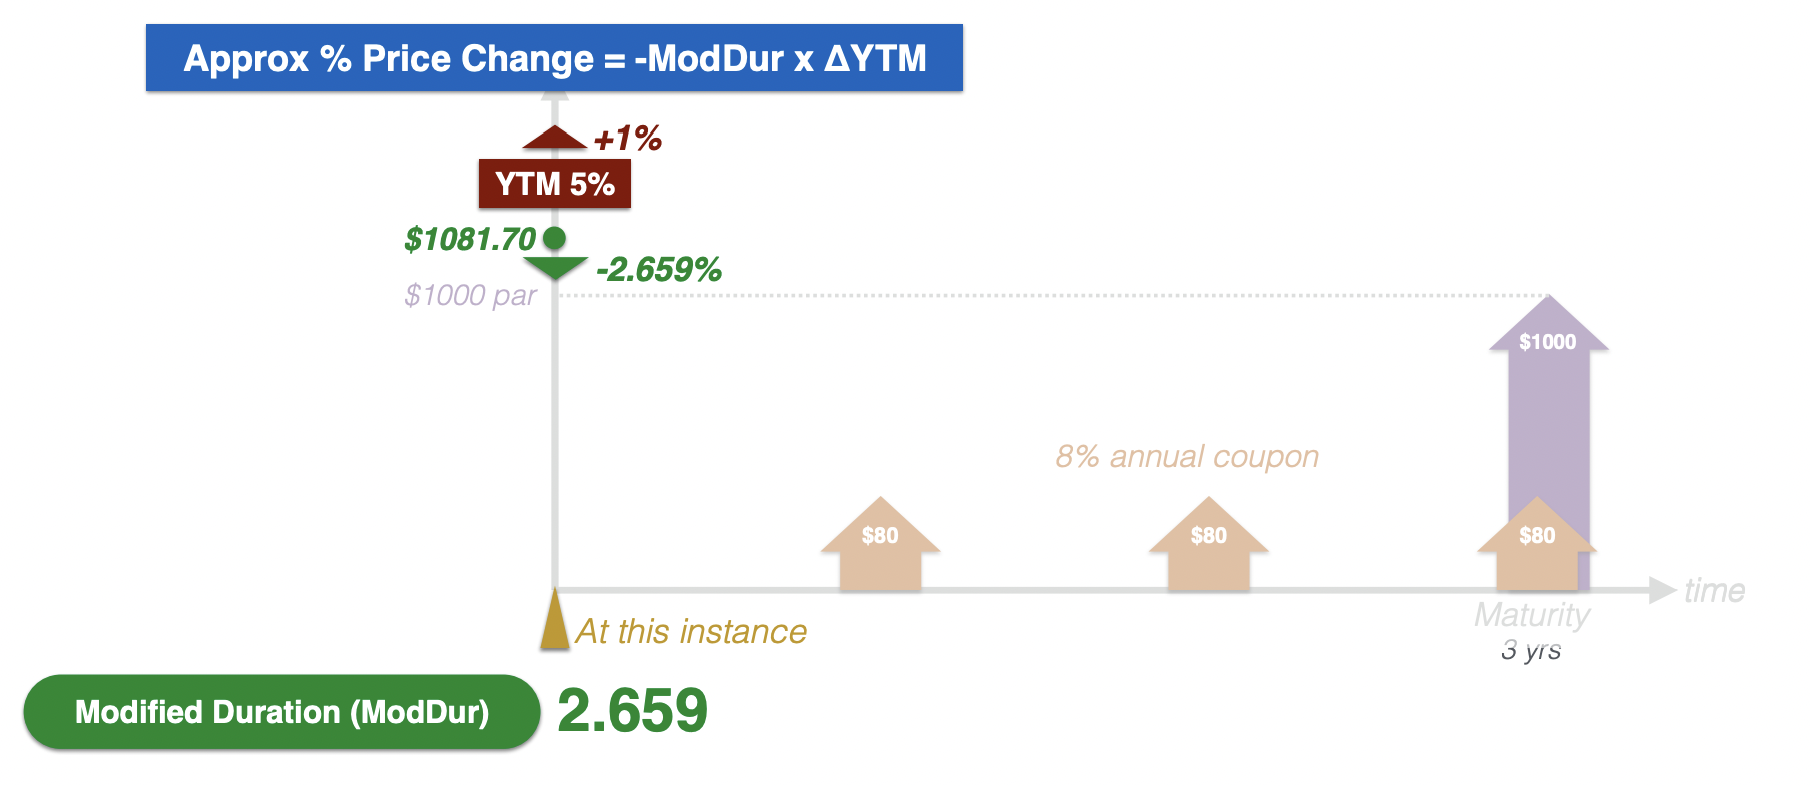 Approx % Price Change = -ModDur x ΔYTM
+1%
YTM 5%
$1081.70
-2.659%
$1000 par
$1000
8% annual coupon
$80
$80
$80
time
Maturity
3 yrs
At this instance
Modified Duration (ModDur)
2.659